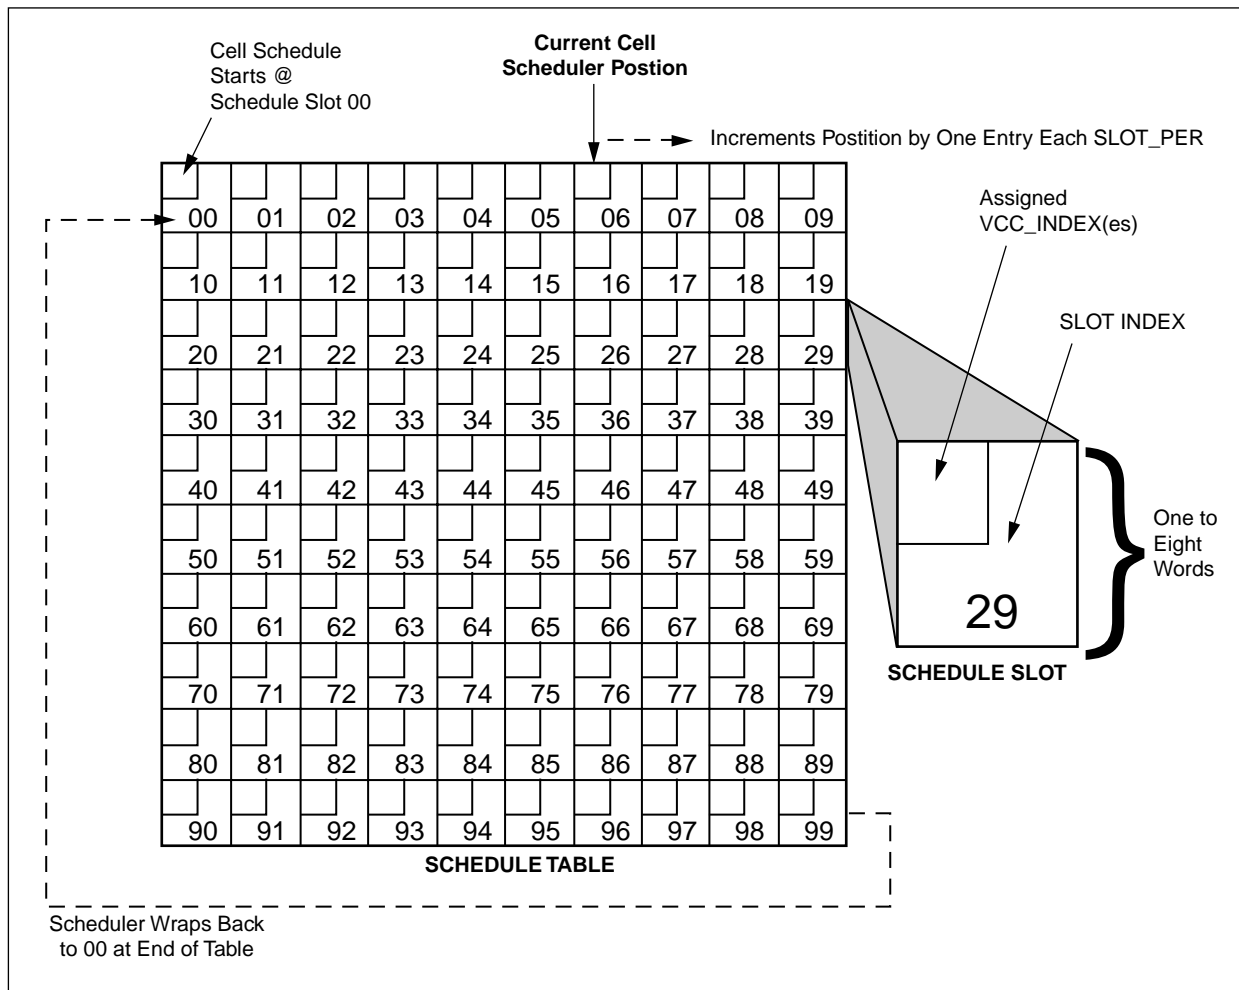 Cell Schedule
Starts @
Schedule Slot 00
Current Cell
Scheduler Postion
Increments Postition by One Entry Each SLOT_PER
00 01 02 03 04 05 06 07 08 09
10 11 12 13 14 15 16 17 18 19
20 21 22 23 24 25 26 27 28 29
30 31 32 33 34 35 36 37 38 39
40 41 42 43 44 45 46 47 48 49
50 51 52 53 54 55 56 57 58 59
60 61 62 63 64 65 66 67 68 69
70 71 72 73 74 75 76 77 78 79
80 81 82 83 84 85 86 87 88 89
90 91 92 93 94 95 96 97 98 99
SCHEDULE TABLE
Assigned
VCC_INDEX(es)
SLOT INDEX
29
SCHEDULE SLOT
One to
Eight
Words
Scheduler Wraps Back
to 00 at End of Table